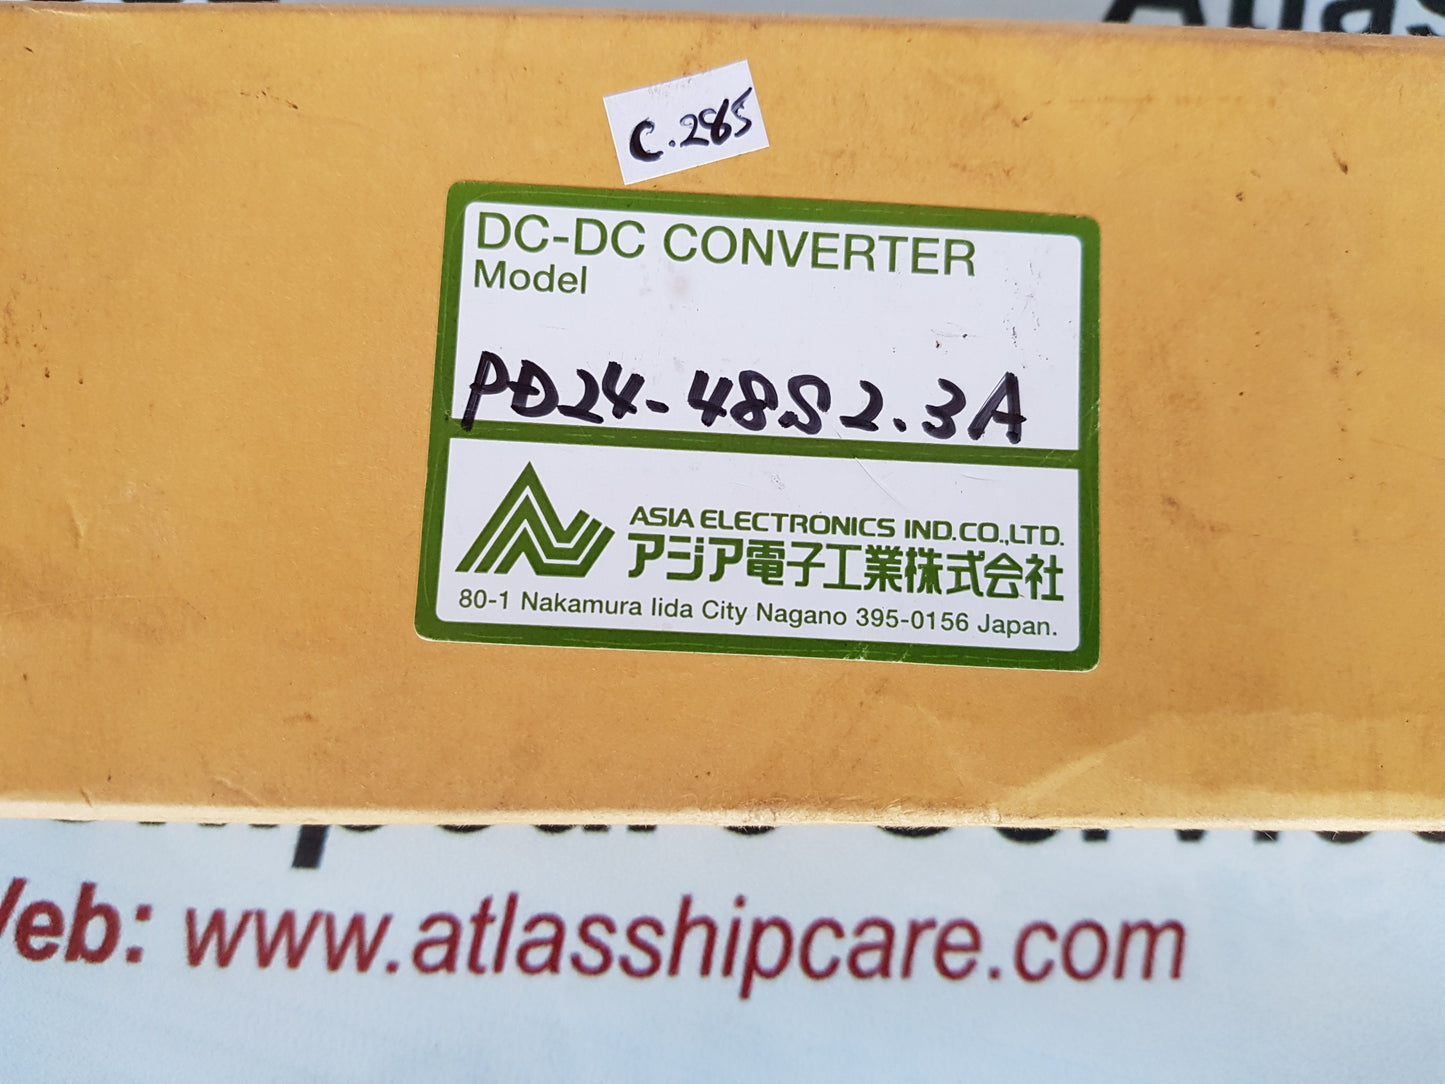 C.285
DC-DC CONVERTER
Model
PD24-48S2.3A
ASIA ELECTRONICS IND.CO.,LTD.
アジア電子工業株式会社
80-1 Nakamura Iida City Nagano 395-0156 Japan.
Web: www.atlasshipcare.com